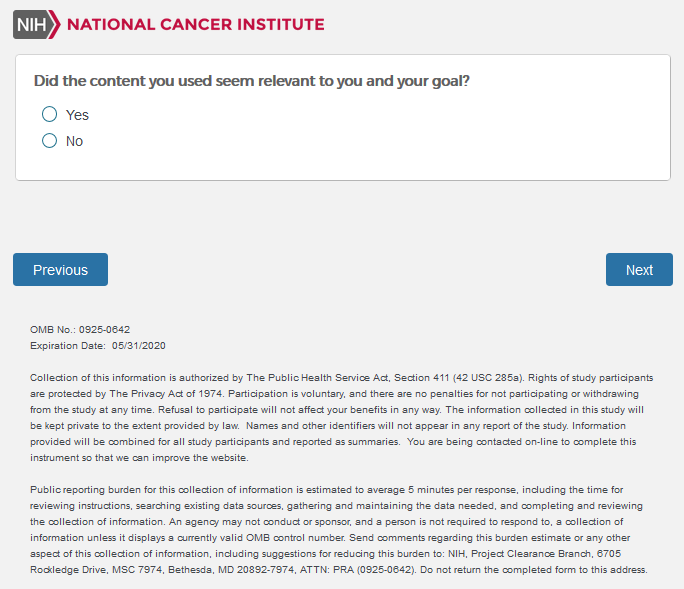 NIH NATIONAL CANCER INSTITUTE
Did the content you used seem relevant to you and your goal?
Yes
No
Previous
Next
OMB No.: 0925-0642
Expiration Date:  05/31/2020
Collection of this information is authorized by The Public Health Service Act, Section 411 (42 USC 285a). Rights of study participants
are protected by The Privacy Act of 1974. Participation is voluntary, and there are no penalties for not participating or withdrawing
from the study at any time. Refusal to participate will not affect your benefits in any way. The information collected in this study will
be kept private to the extent provided by law.  Names and other identifiers will not appear in any report of the study. Information
provided will be combined for all study participants and reported as summaries.  You are being contacted on-line to complete this
instrument so that we can improve the website.
Public reporting burden for this collection of information is estimated to average 5 minutes per response, including the time for
reviewing instructions, searching existing data sources, gathering and maintaining the data needed, and completing and reviewing
the collection of information. An agency may not conduct or sponsor, and a person is not required to respond to, a collection of
information unless it displays a currently valid OMB control number. Send comments regarding this burden estimate or any other
aspect of this collection of information, including suggestions for reducing this burden to: NIH, Project Clearance Branch, 6705
Rockledge Drive, MSC 7974, Bethesda, MD 20892-7974, ATTN: PRA (0925-0642). Do not return the completed form to this address.